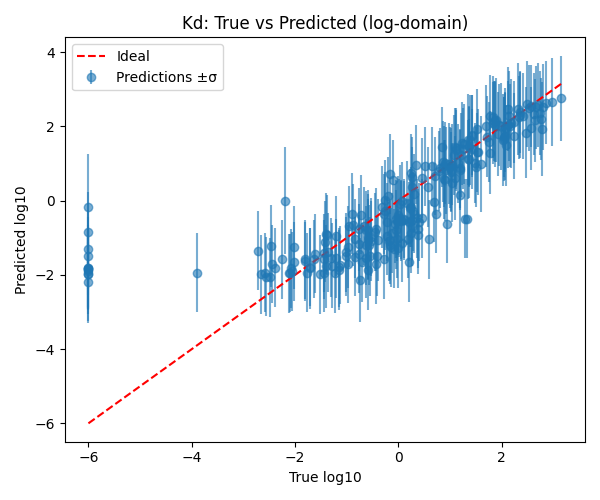 Kd: True vs Predicted (log-domain)
Ideal
Predictions ±σ
Predicted log10
4
2
0
−2
−4
−6
−6
−4
−2
0
2
True log10